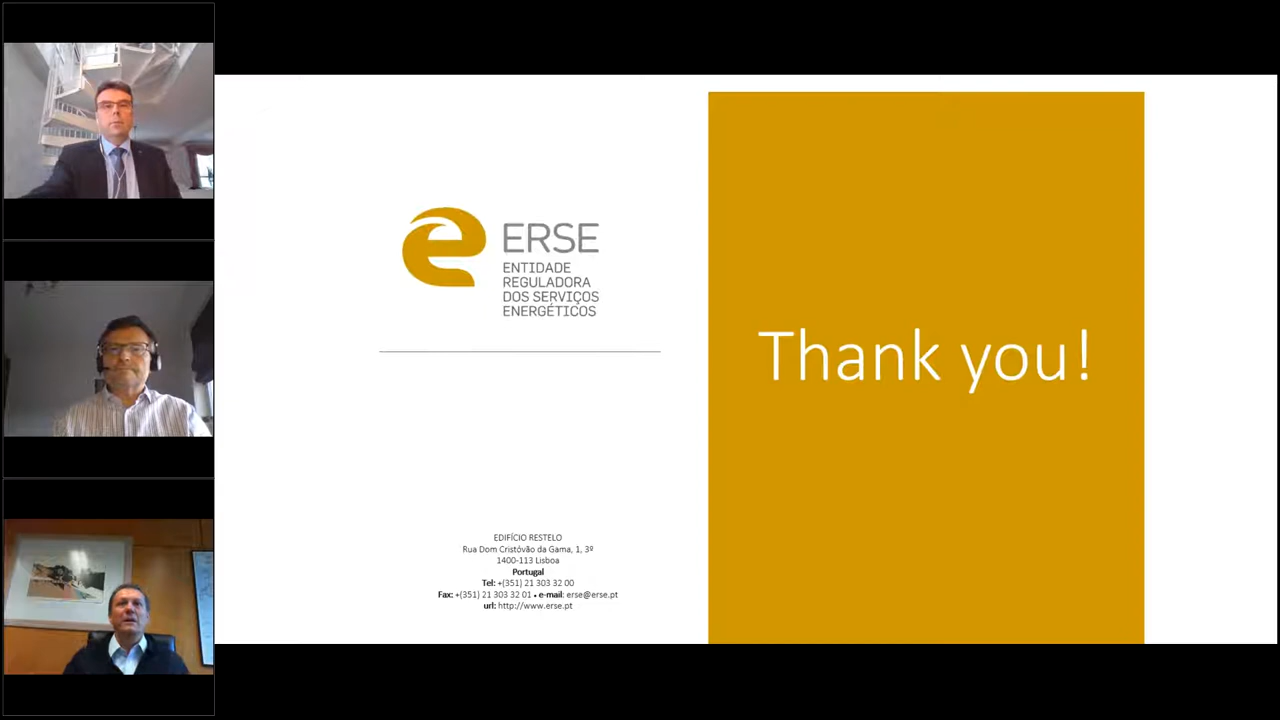 ERSE
ENTIDADE
REGULADORA
DOS SERVIÇOS
ENERGÉTICOS
Thank you!
EDIFÍCIO RESTELO
Rua Dom Cristóvão da Gama, 1, 3º
1400-113 Lisboa
Portugal
Tel: +(351) 21 303 32 00
Fax: +(351) 21 303 32 01 • e-mail: erse@erse.pt
url: http://www.erse.pt